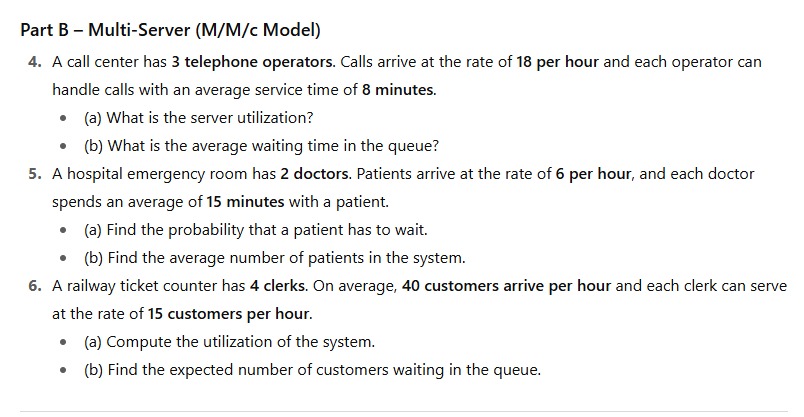 Part B – Multi-Server (M/M/c Model)
4. A call center has 3 telephone operators. Calls arrive at the rate of 18 per hour and each operator can
handle calls with an average service time of 8 minutes.
• (a) What is the server utilization?
• (b) What is the average waiting time in the queue?
5. A hospital emergency room has 2 doctors. Patients arrive at the rate of 6 per hour, and each doctor
spends an average of 15 minutes with a patient.
• (a) Find the probability that a patient has to wait.
• (b) Find the average number of patients in the system.
6. A railway ticket counter has 4 clerks. On average, 40 customers arrive per hour and each clerk can serve
at the rate of 15 customers per hour.
• (a) Compute the utilization of the system.
• (b) Find the expected number of customers waiting in the queue.